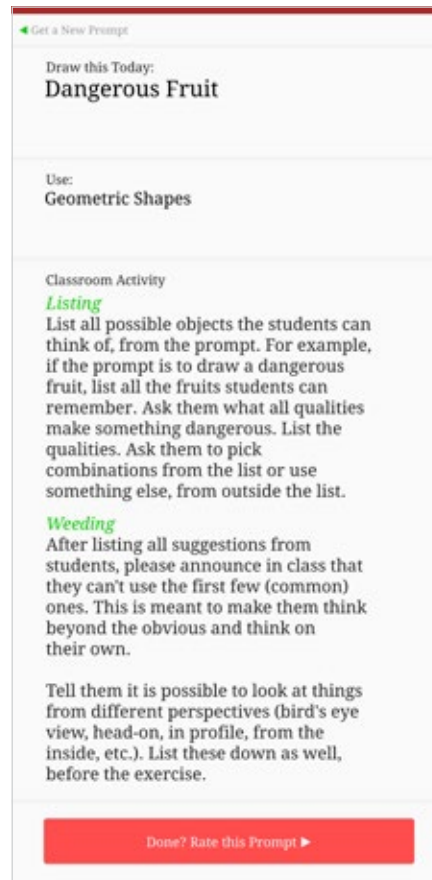 ◀ Get a New Prompt
Draw this Today:
Dangerous Fruit
Use:
Geometric Shapes
Classroom Activity
Listing
List all possible objects the students can
think of, from the prompt. For example,
if the prompt is to draw a dangerous
fruit, list all the fruits students can
remember. Ask them what all qualities
make something dangerous. List the
qualities. Ask them to pick
combinations from the list or use
something else, from outside the list.
Weeding
After listing all suggestions from
students, please announce in class that
they can't use the first few (common)
ones. This is meant to make them think
beyond the obvious and think on
their own.
Tell them it is possible to look at things
from different perspectives (bird's eye
view, head-on, in profile, from the
inside, etc.). List these down as well,
before the exercise.
Done? Rate this Prompt ▶